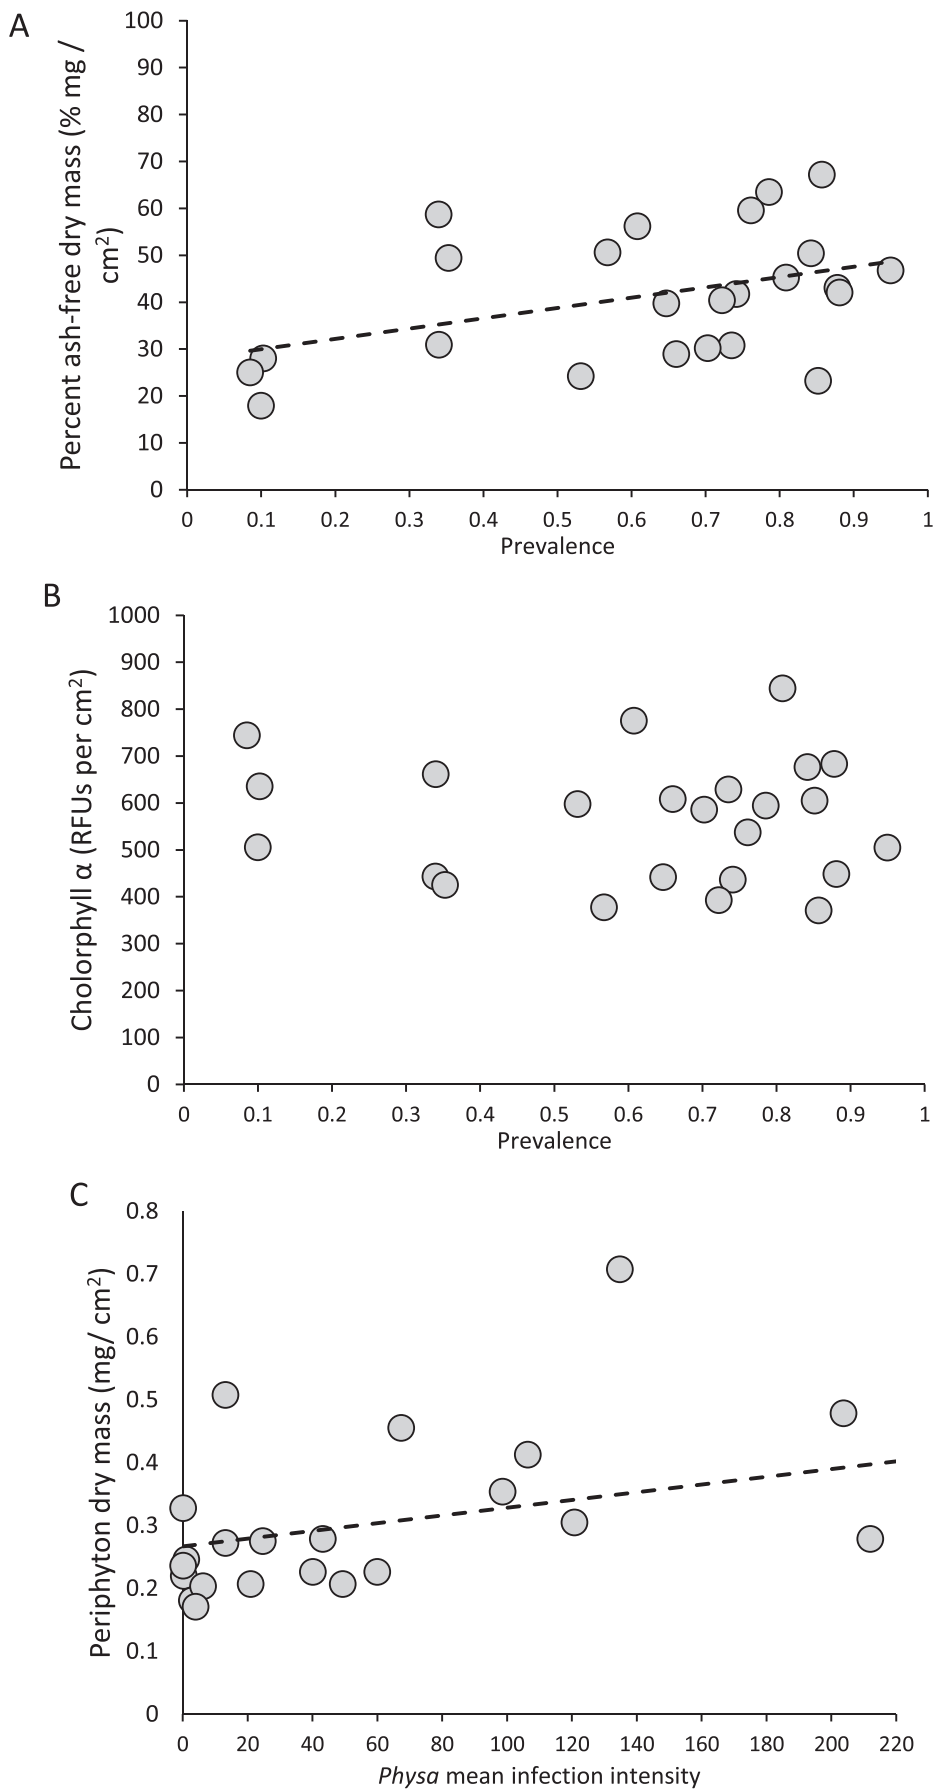 A
Percent ash-free dry mass (% mg /
cm²)
100
90
80
70
60
50
40
30
20
10
0
0 0.1 0.2 0.3 0.4 0.5 0.6 0.7 0.8 0.9 1
Prevalence
B
Cholorphyll α (RFUs per cm²)
1000
900
800
700
600
500
400
300
200
100
0
0 0.1 0.2 0.3 0.4 0.5 0.6 0.7 0.8 0.9 1
Prevalence
C
Periphyton dry mass (mg/ cm²)
0.8
0.7
0.6
0.5
0.4
0.3
0.2
0.1
0
0 20 40 60 80 100 120 140 160 180 200 220
Physa mean infection intensity